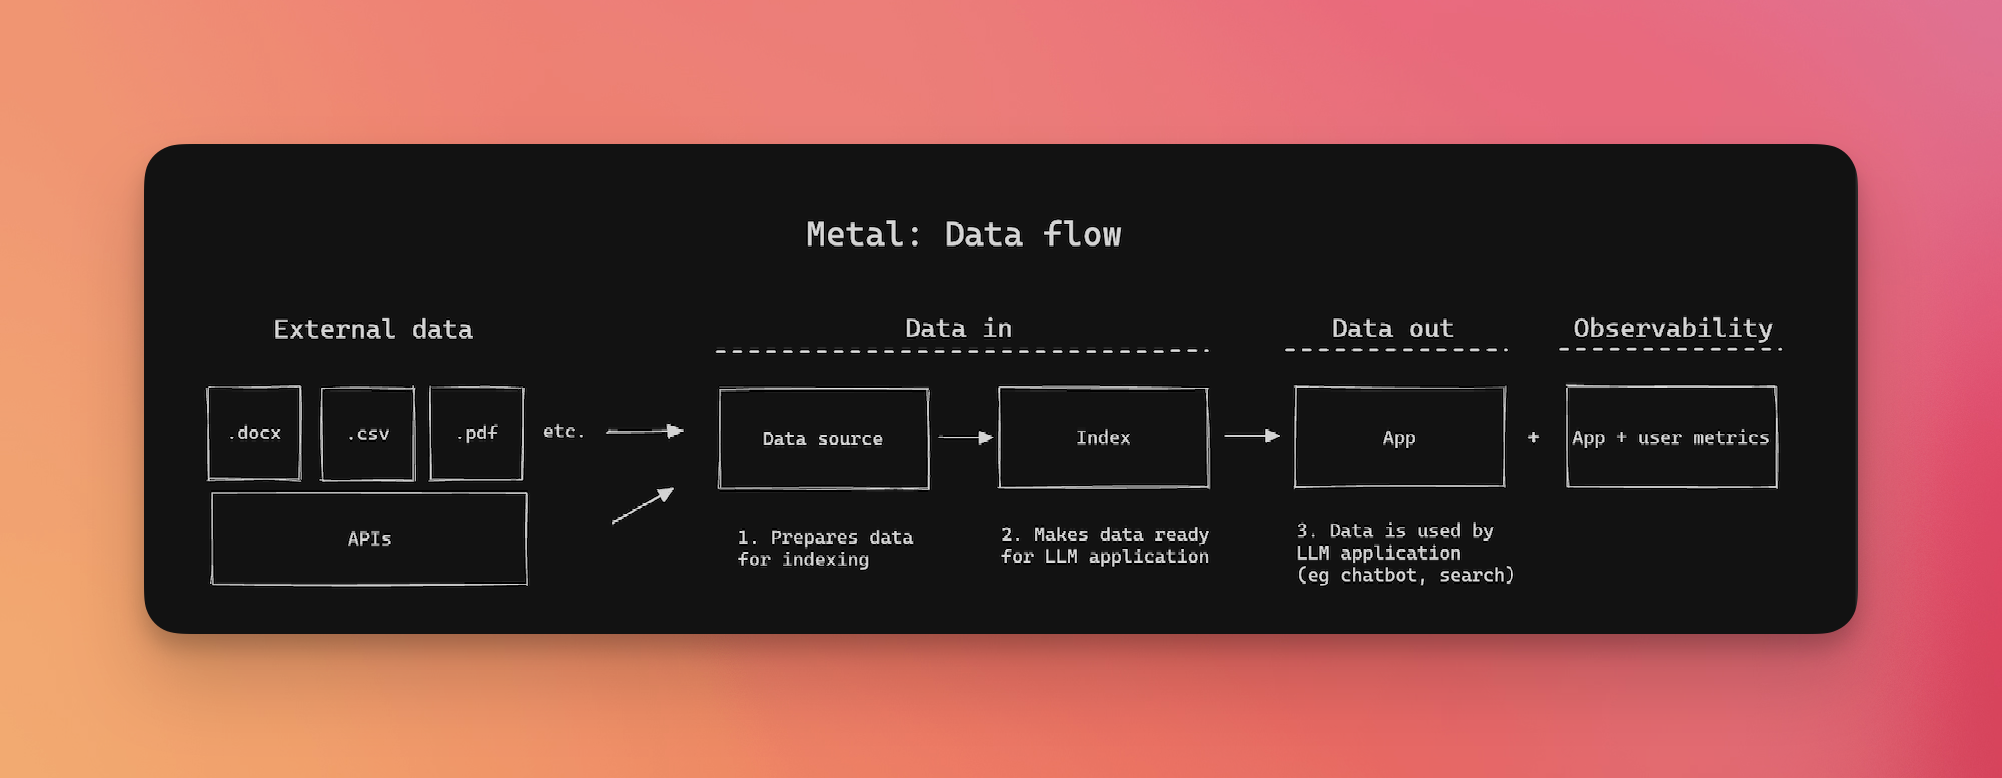 Metal: Data flow
External data
Data in
Data out
Observability
.docx
.csv
.pdf
etc.
APIs
Data source
Index
App
+
App + user metrics
1. Prepares data
for indexing
2. Makes data ready
for LLM application
3. Data is used by
LLM application
(eg chatbot, search)